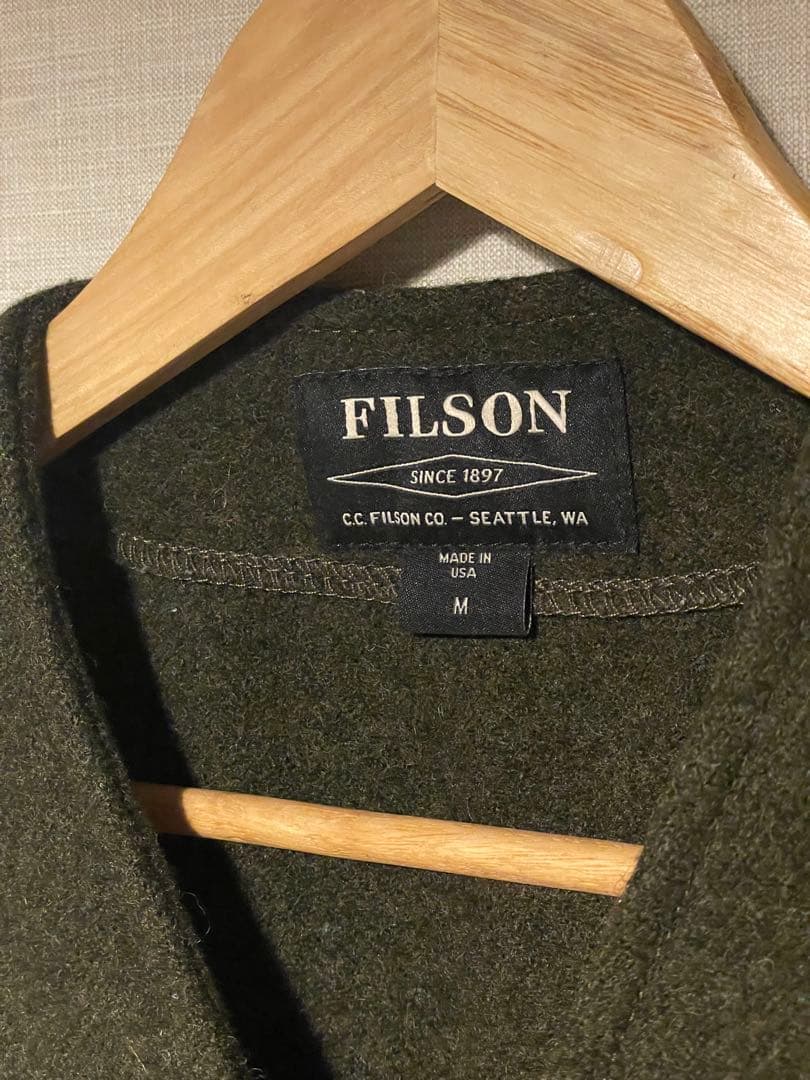 FILSON
SINCE 1897
C.C. FILSON CO. – SEATTLE, WA
MADE IN
USA
M